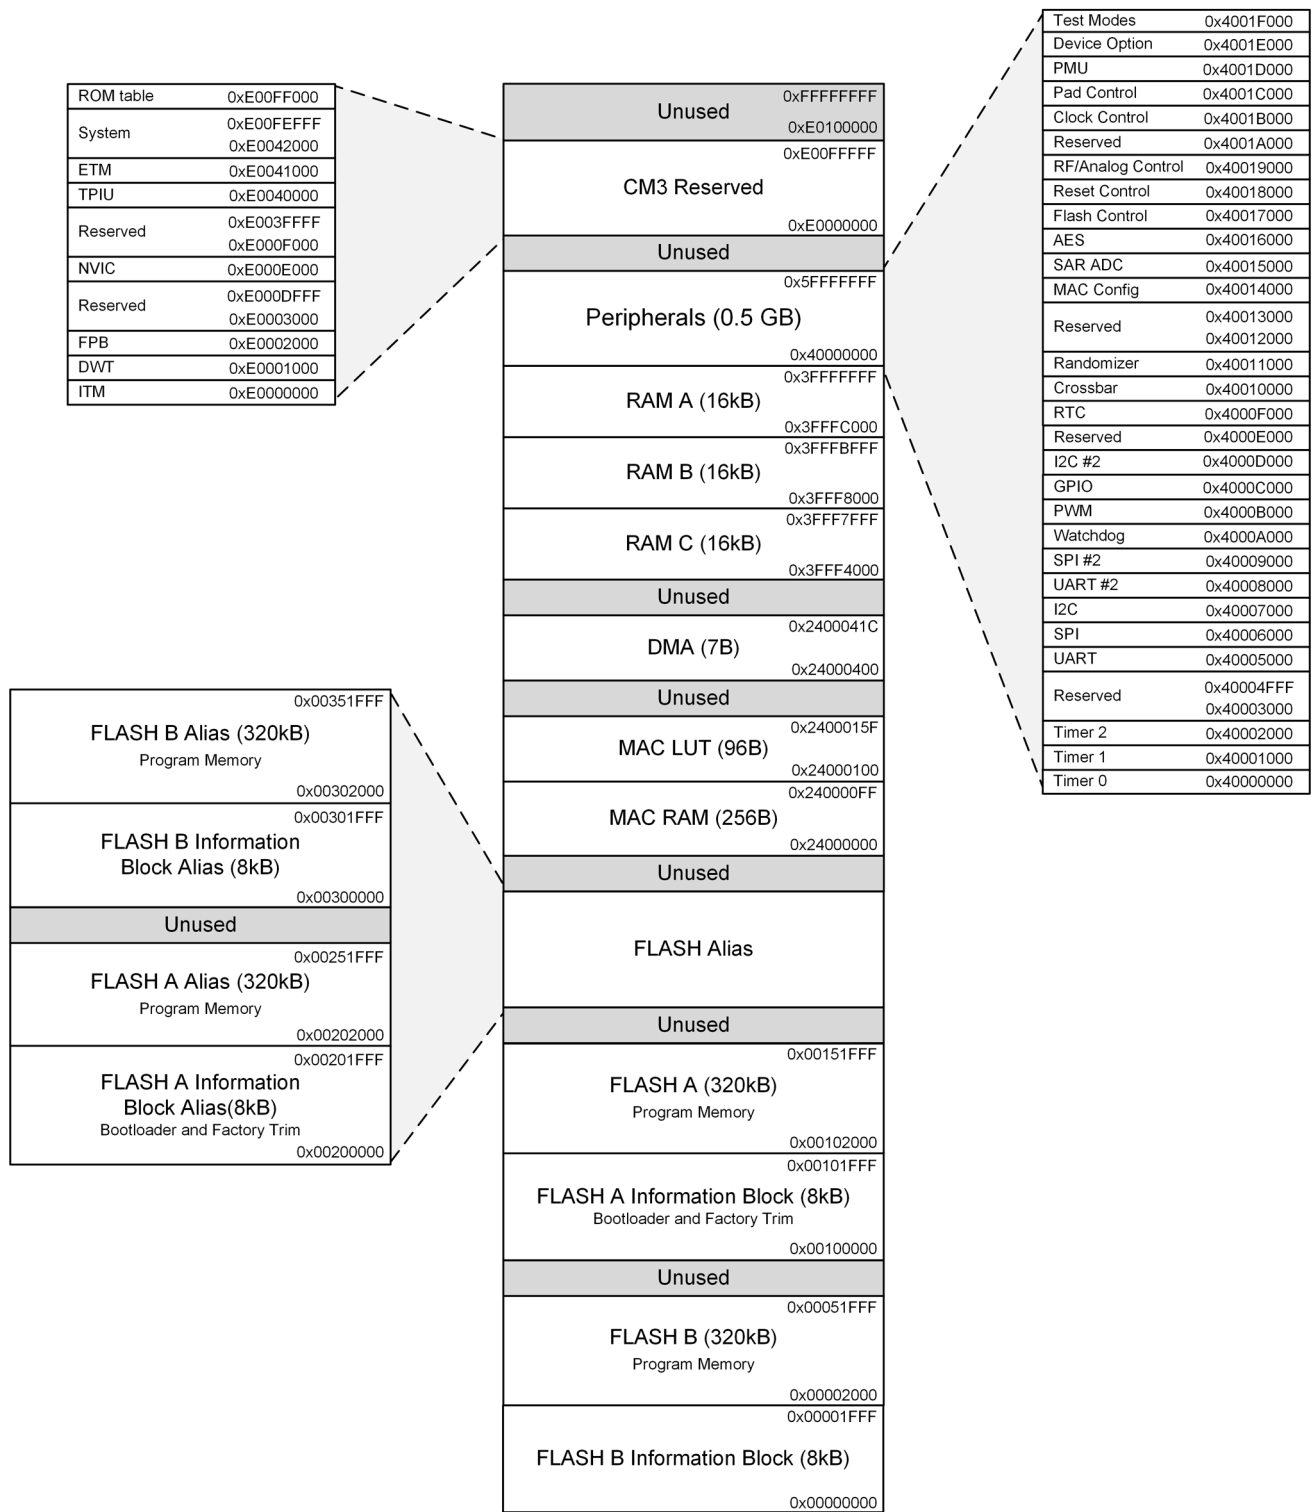 ROM table 0xE00FF000
System 0xE00FEFFF
0xE0042000
ETM 0xE0041000
TPIU 0xE0040000
Reserved 0xE003FFFF
0xE000F000
NVIC 0xE000E000
Reserved 0xE000DFFF
0xE0003000
FPB 0xE0002000
DWT 0xE0001000
ITM 0xE0000000
0x00351FFF
FLASH B Alias (320kB)
Program Memory
0x00302000
0x00301FFF
FLASH B Information
Block Alias (8kB)
0x00300000
Unused
0x00251FFF
FLASH A Alias (320kB)
Program Memory
0x00202000
0x00201FFF
FLASH A Information
Block Alias(8kB)
Bootloader and Factory Trim
0x00200000
0xFFFFFFFF
Unused
0xE0100000
0xE00FFFFF
CM3 Reserved
0xE0000000
Unused
0x5FFFFFFF
Peripherals (0.5 GB)
0x40000000
0x3FFFFFFF
RAM A (16kB)
0x3FFFC000
0x3FFFBFFF
RAM B (16kB)
0x3FFF8000
0x3FFF7FFF
RAM C (16kB)
0x3FFF4000
Unused
0x2400041C
DMA (7B)
0x24000400
Unused
0x2400015F
MAC LUT (96B)
0x24000100
0x240000FF
MAC RAM (256B)
0x24000000
Unused
FLASH Alias
Unused
0x00151FFF
FLASH A (320kB)
Program Memory
0x00102000
0x00101FFF
FLASH A Information Block (8kB)
Bootloader and Factory Trim
0x00100000
Unused
0x00051FFF
FLASH B (320kB)
Program Memory
0x00002000
0x00001FFF
FLASH B Information Block (8kB)
0x00000000
Test Modes 0x4001F000
Device Option 0x4001E000
PMU 0x4001D000
Pad Control 0x4001C000
Clock Control 0x4001B000
Reserved 0x4001A000
RF/Analog Control 0x40019000
Reset Control 0x40018000
Flash Control 0x40017000
AES 0x40016000
SAR ADC 0x40015000
MAC Config 0x40014000
Reserved 0x40013000
0x40012000
Randomizer 0x40011000
Crossbar 0x40010000
RTC 0x4000F000
Reserved 0x4000E000
I2C #2 0x4000D000
GPIO 0x4000C000
PWM 0x4000B000
Watchdog 0x4000A000
SPI #2 0x40009000
UART #2 0x40008000
I2C 0x40007000
SPI 0x40006000
UART 0x40005000
Reserved 0x40004FFF
0x40003000
Timer 2 0x40002000
Timer 1 0x40001000
Timer 0 0x40000000